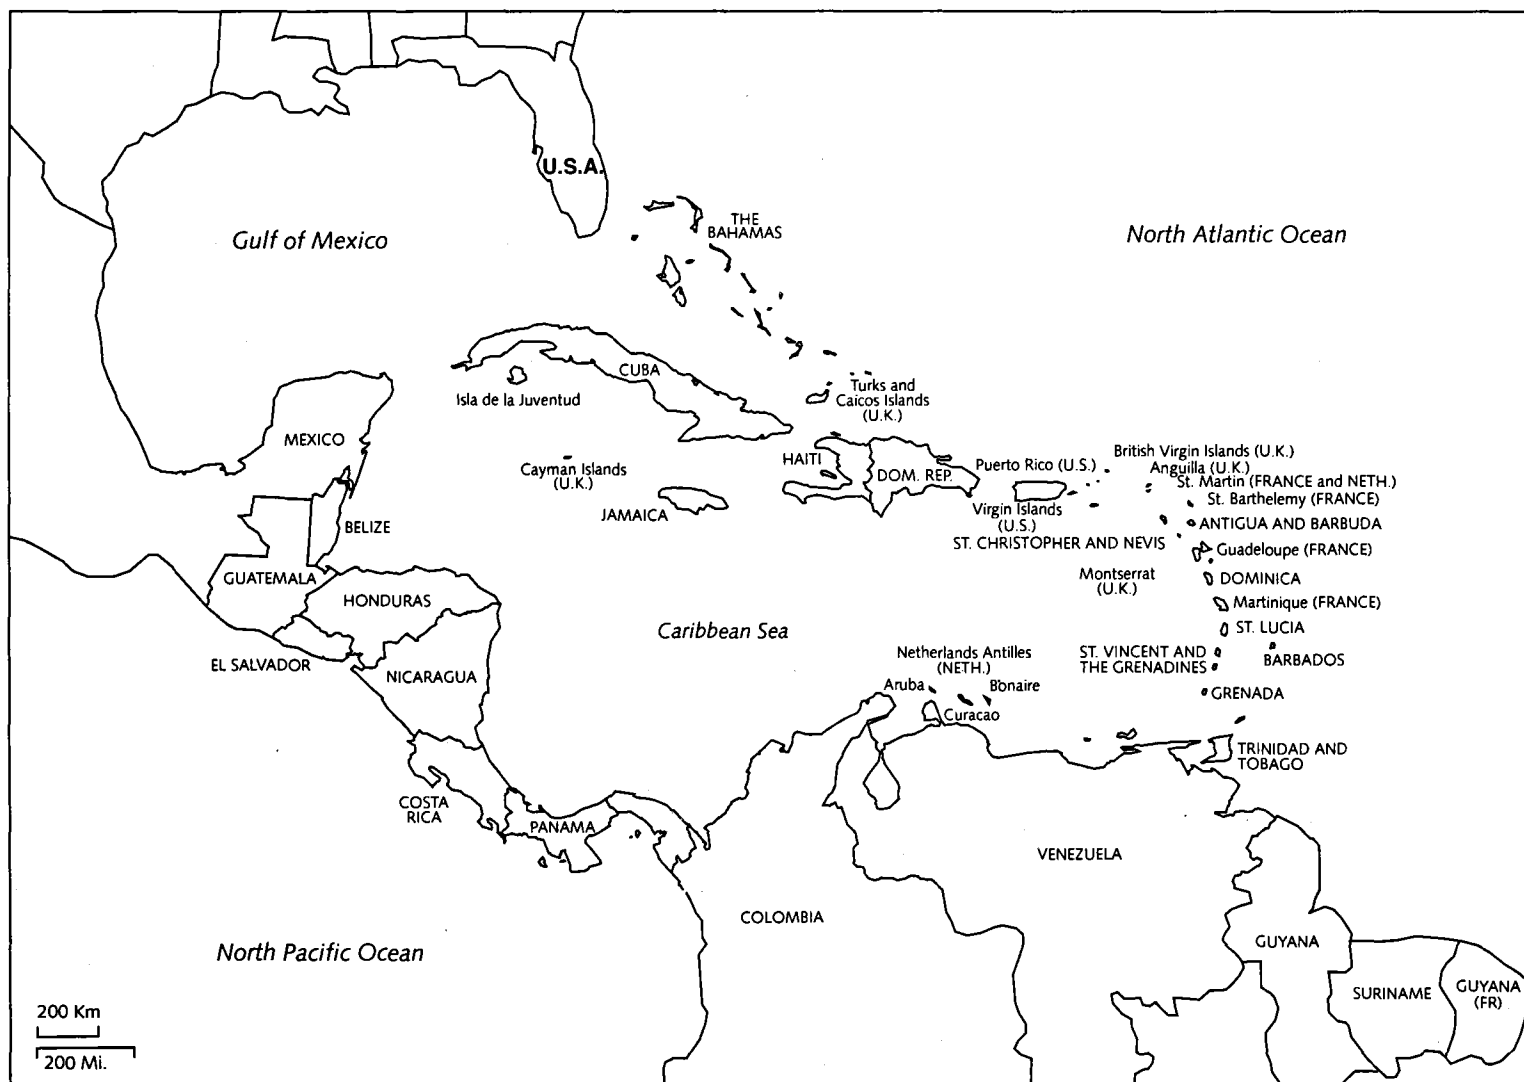 U.S.A.
Gulf of Mexico
THE
BAHAMAS
North Atlantic Ocean
CUBA
Isla de la Juventud
Turks and
Caicos Islands
(U.K.)
MEXICO
Cayman Islands
(U.K.)
HAITI
DOM. REP.
Puerto Rico (U.S.)
British Virgin Islands (U.K.)
Anguilla (U.K.)
St. Martin (FRANCE and NETH.)
St. Barthelemy (FRANCE)
JAMAICA
Virgin Islands
(U.S.)
BELIZE
ANTIGUA AND BARBUDA
ST. CHRISTOPHER AND NEVIS
Guadeloupe (FRANCE)
GUATEMALA
Montserrat
(U.K.)
DOMINICA
HONDURAS
Martinique (FRANCE)
Caribbean Sea
ST. LUCIA
EL SALVADOR
NICARAGUA
Netherlands Antilles
(NETH.)
ST. VINCENT AND
THE GRENADINES
BARBADOS
Aruba
Bonaire
Curacao
GRENADA
TRINIDAD AND
TOBAGO
COSTA
RICA
PANAMA
VENEZUELA
COLOMBIA
GUYANA
North Pacific Ocean
SURINAME
GUYANA
(FR)
200 Km
200 Mi.